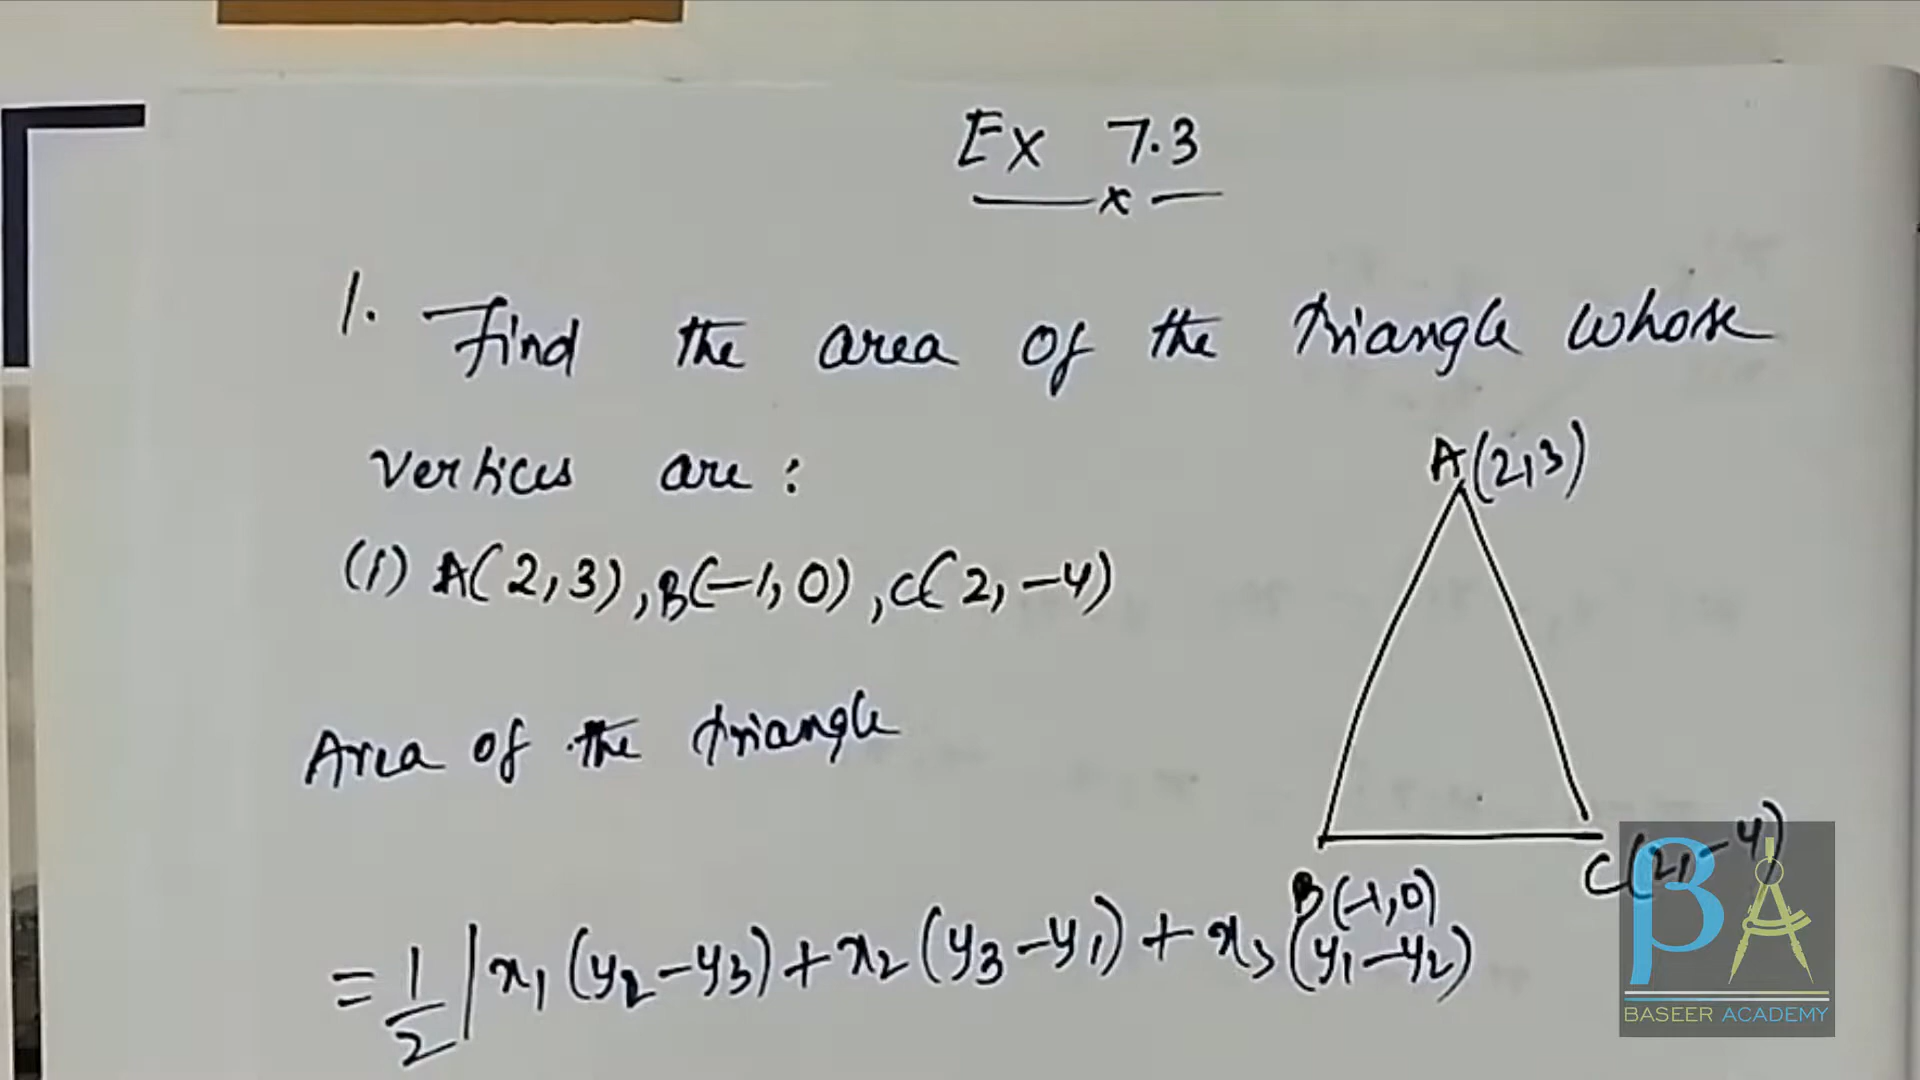 Ex 7.3
x
1. Find the area of the triangle whose
vertices are :
A(2,3)
(1) A(2,3), B(-1,0), C(2,-4)
Area of the triangle
C(2,-4)
B(-1,0)
= 1/2 | x₁ (y₂-y₃)+x₂ (y₃-y₁) + x₃ (y₁-y₂)
BA
BASEER ACADEMY